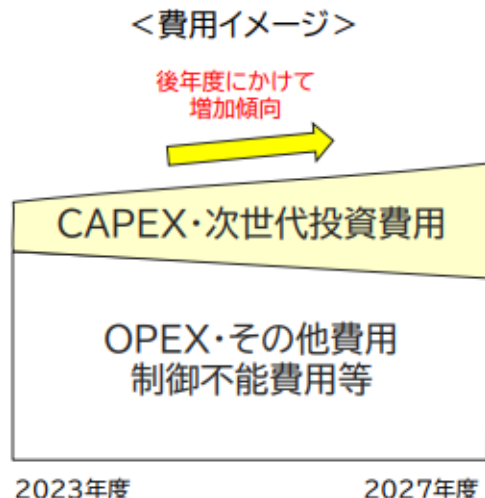 ＜費用イメージ＞
後年度にかけて
増加傾向
CAPEX・次世代投資費用
OPEX・その他費用
制御不能費用等
2023年度
2027年度